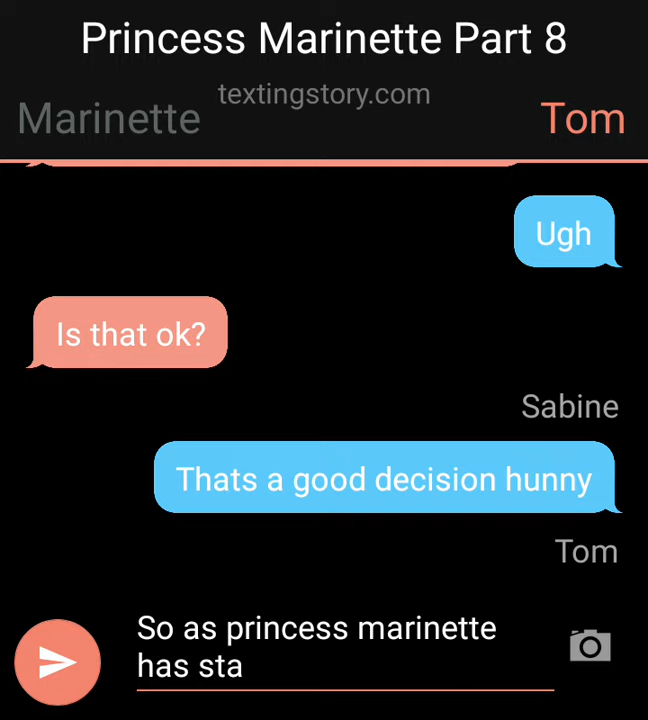 Princess Marinette Part 8
textingstory.com
Marinette
Tom
Ugh
Is that ok?
Sabine
Thats a good decision hunny
Tom
So as princess marinette
has sta